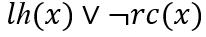 lh(x) ∨ ¬rc(x)